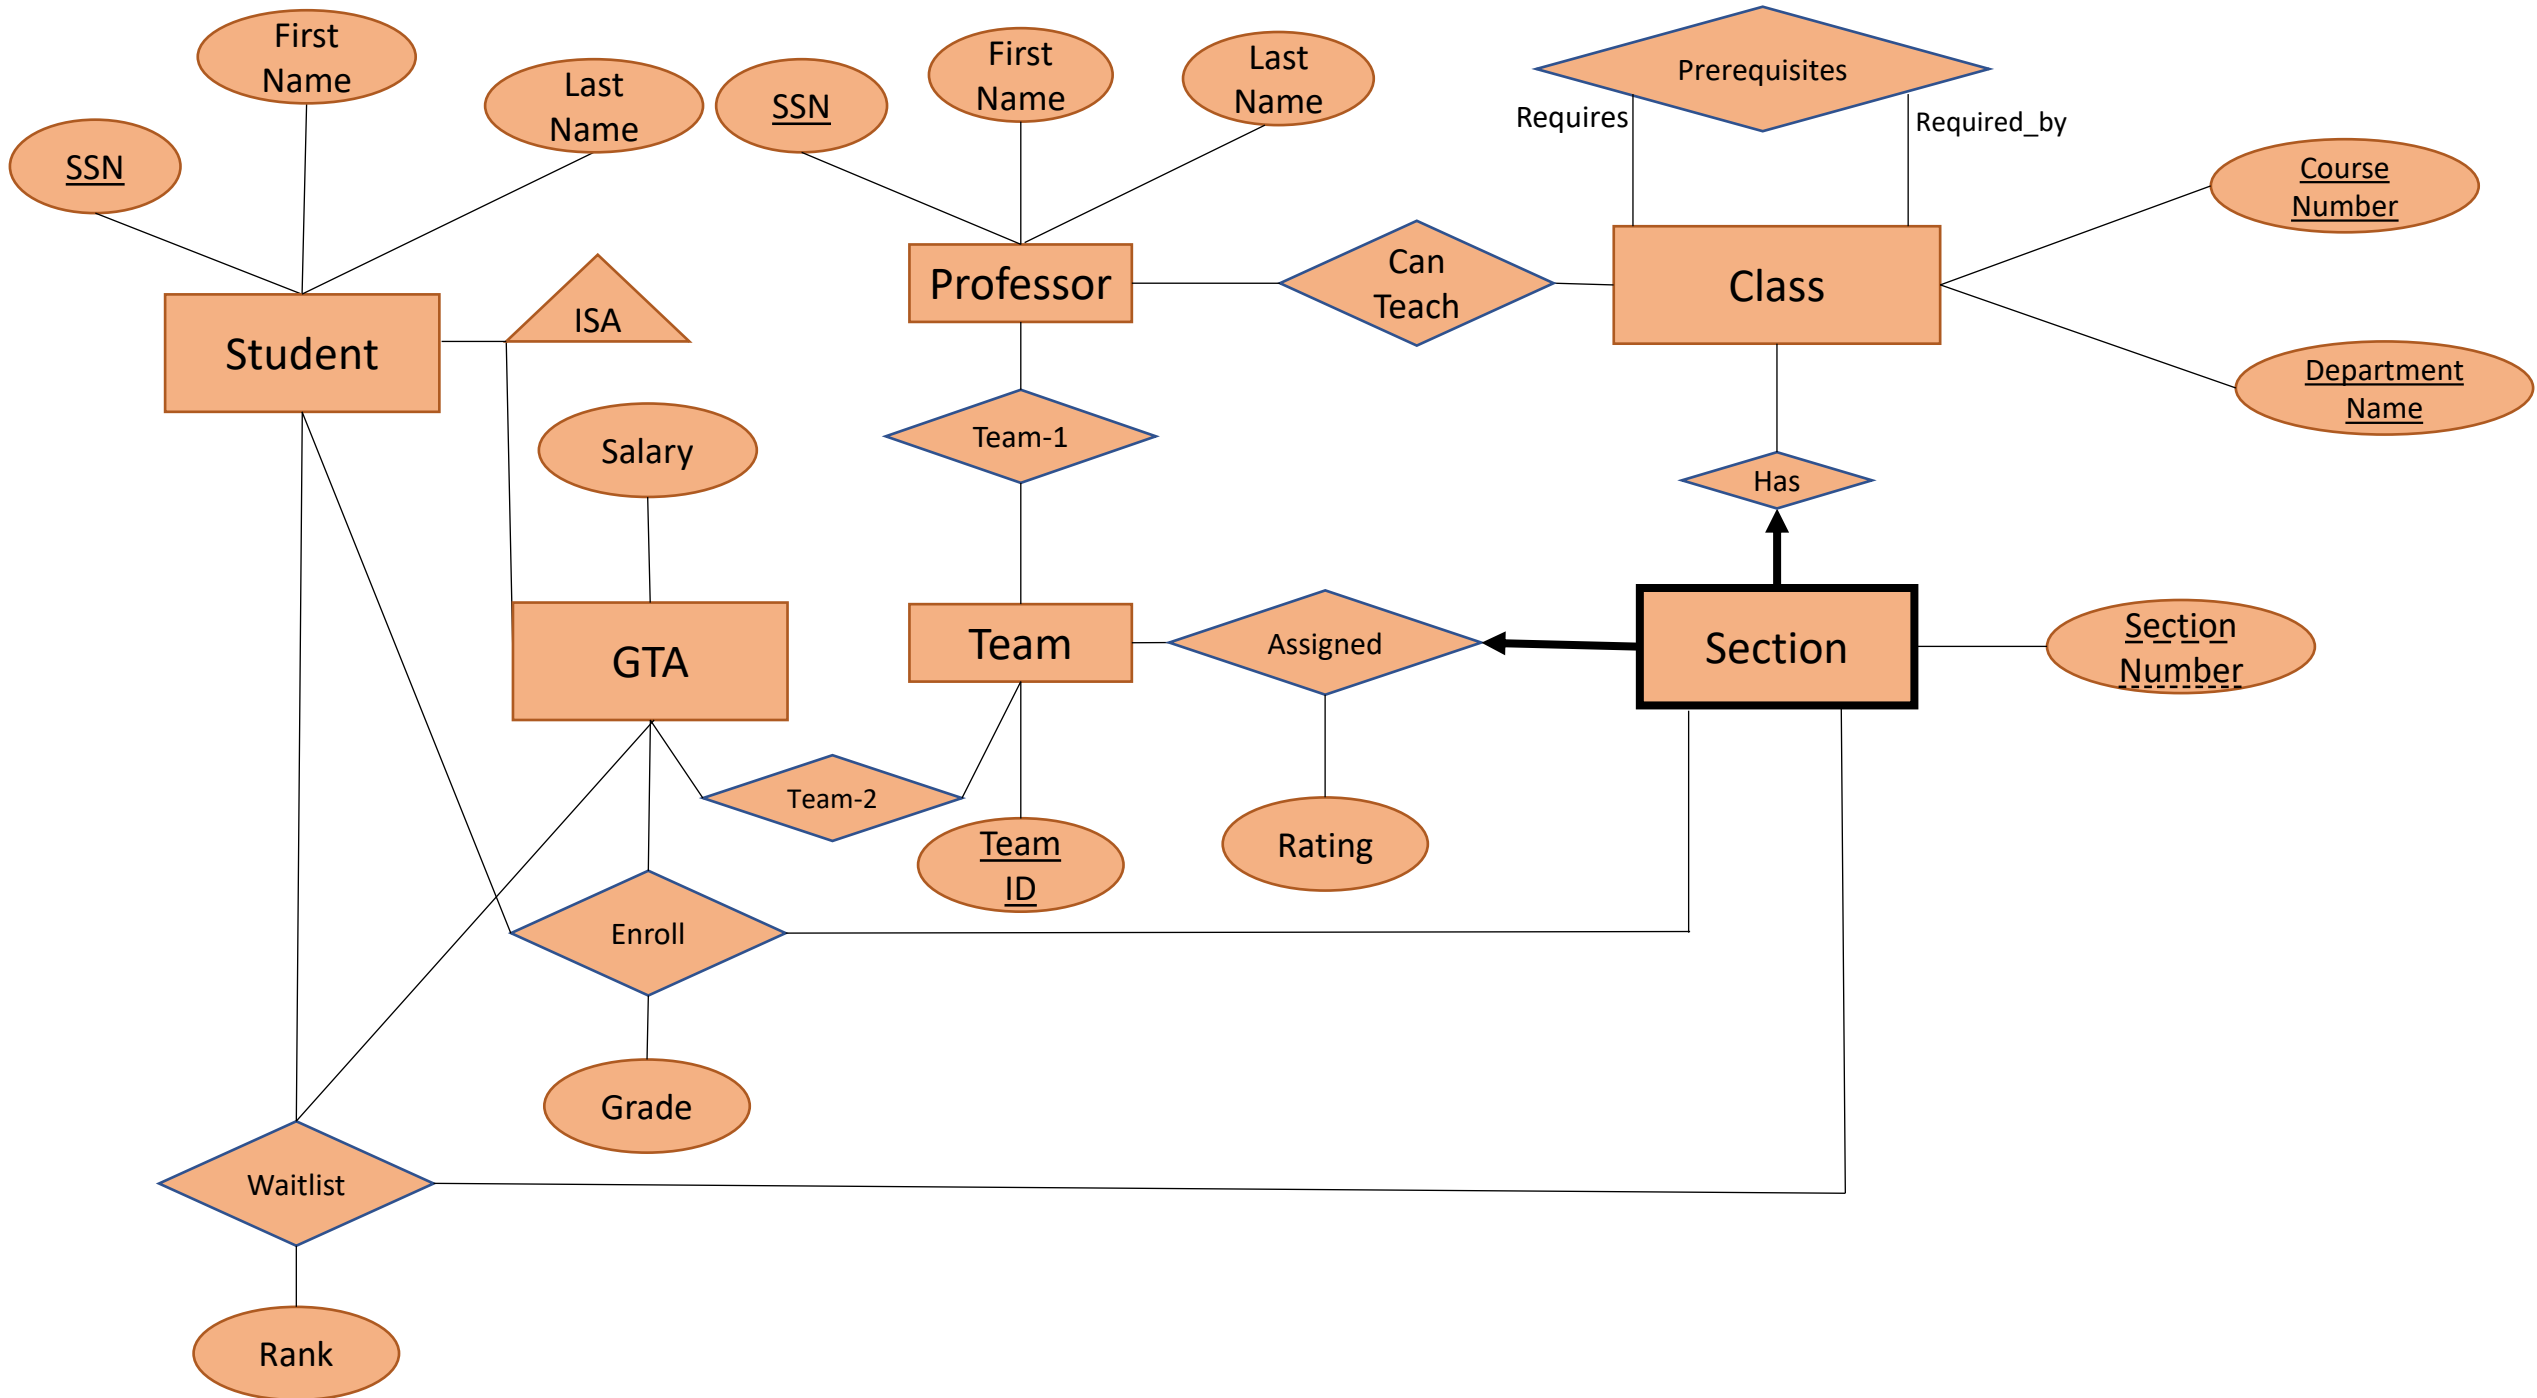 First
Name
Last
Name
SSN
SSN
First
Name
Last
Name
Prerequisites
Requires
Required_by
Course
Number
Department
Name
Student
ISA
Professor
Can
Teach
Class
Salary
Team-1
Has
GTA
Team
Assigned
Section
Section
Number
Team-2
Team
ID
Rating
Enroll
Grade
Waitlist
Rank